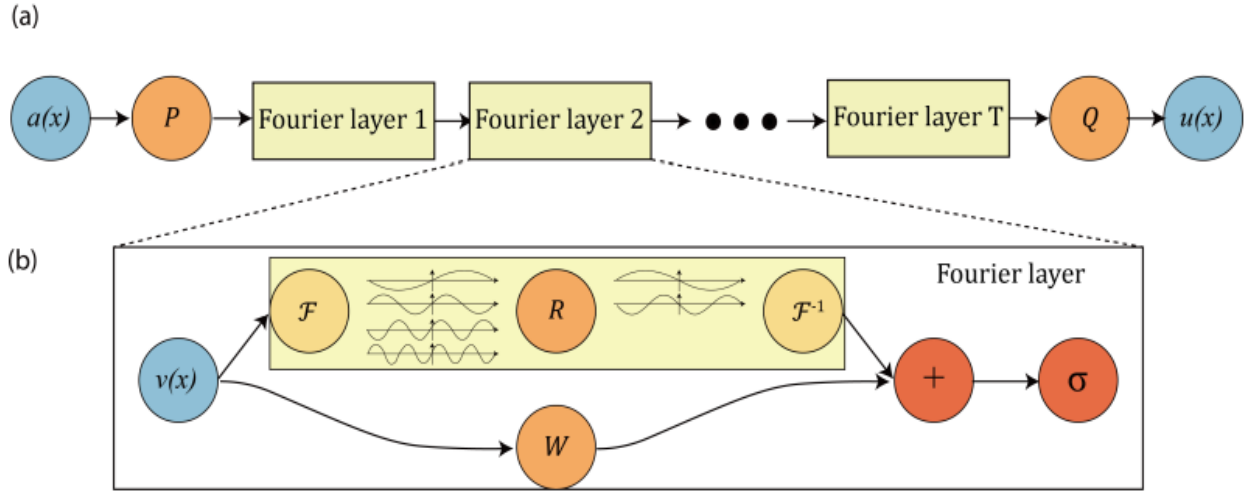 (a)
a(x) P Fourier layer 1 Fourier layer 2 Fourier layer T Q u(x)
(b)
Fourier layer
ℱ R ℱ⁻¹
v(x) + σ
W